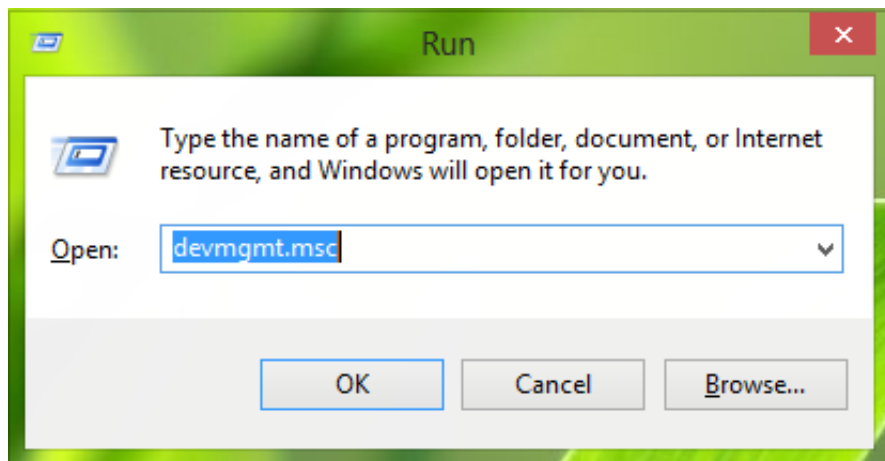 Run
Type the name of a program, folder, document, or Internet
resource, and Windows will open it for you.
Open: devmgmt.msc
OK Cancel Browse...